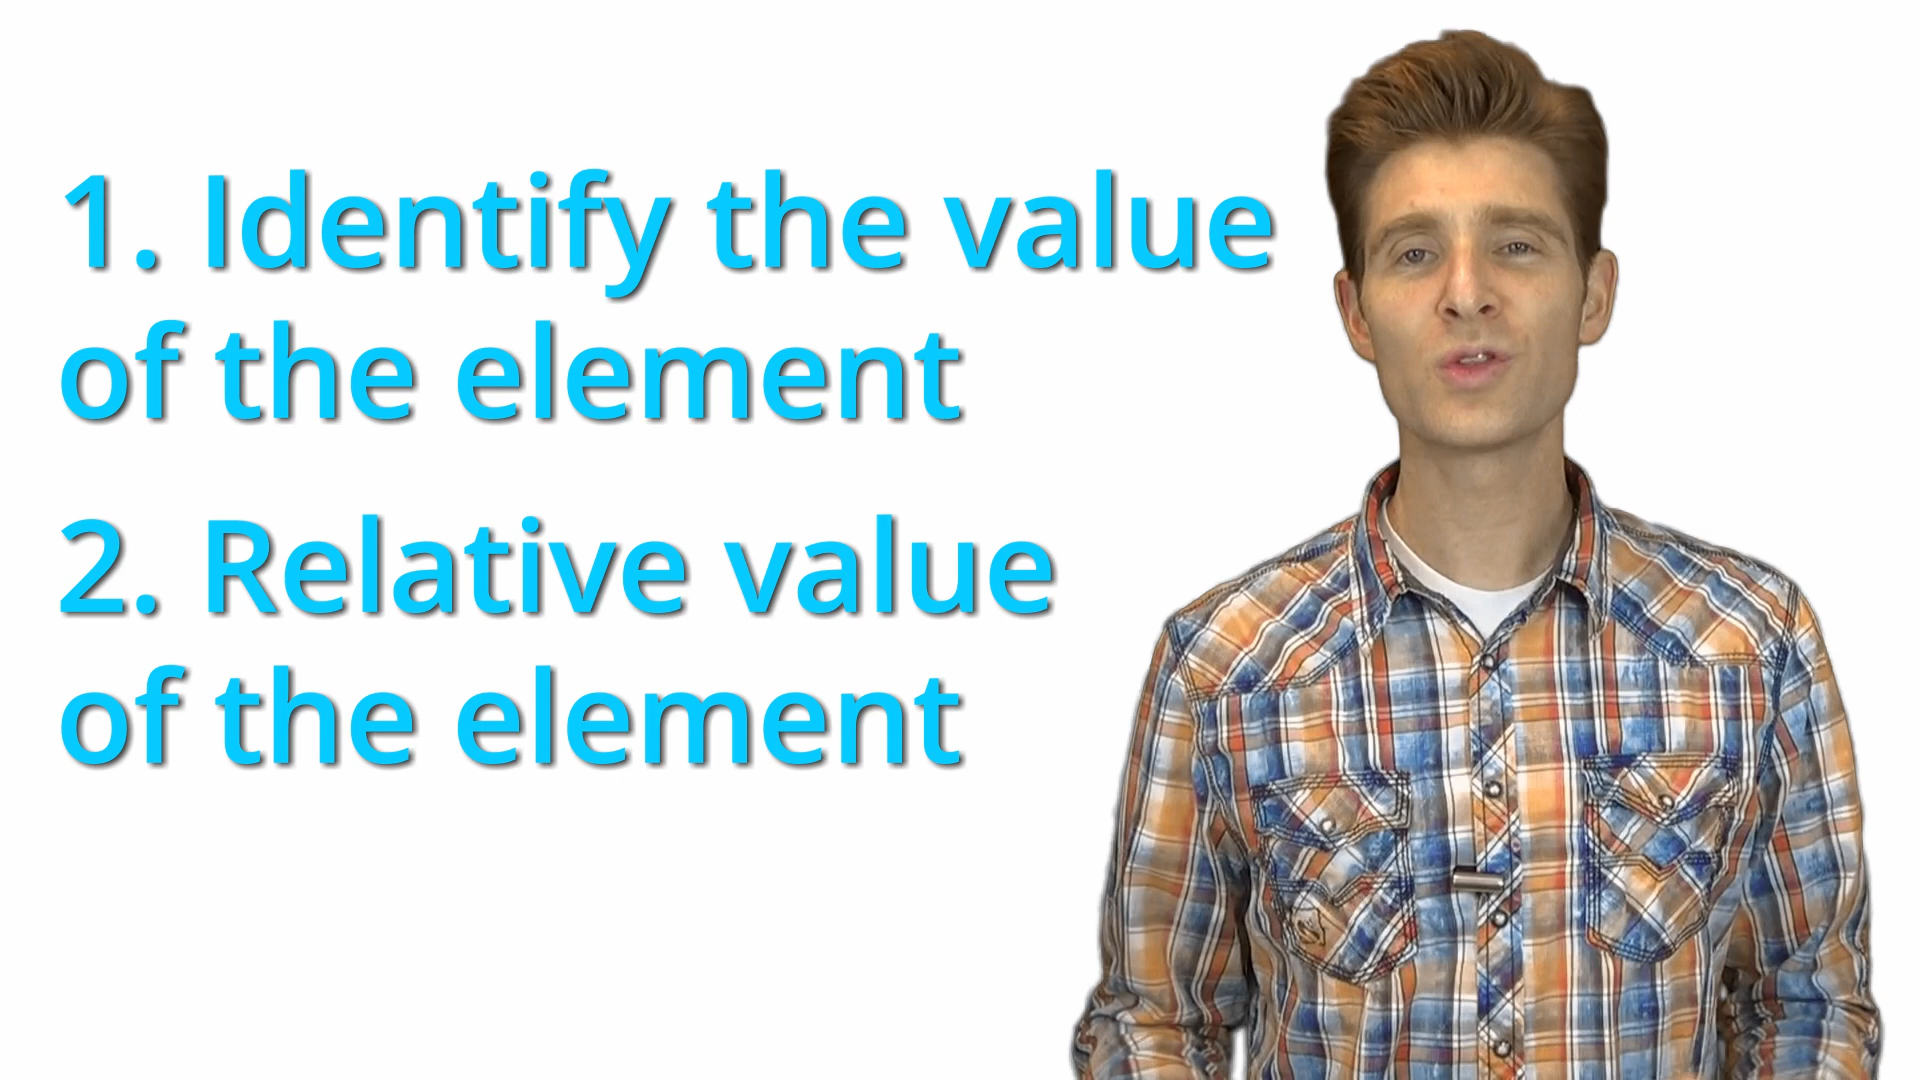 1. Identify the value
of the element
2. Relative value
of the element